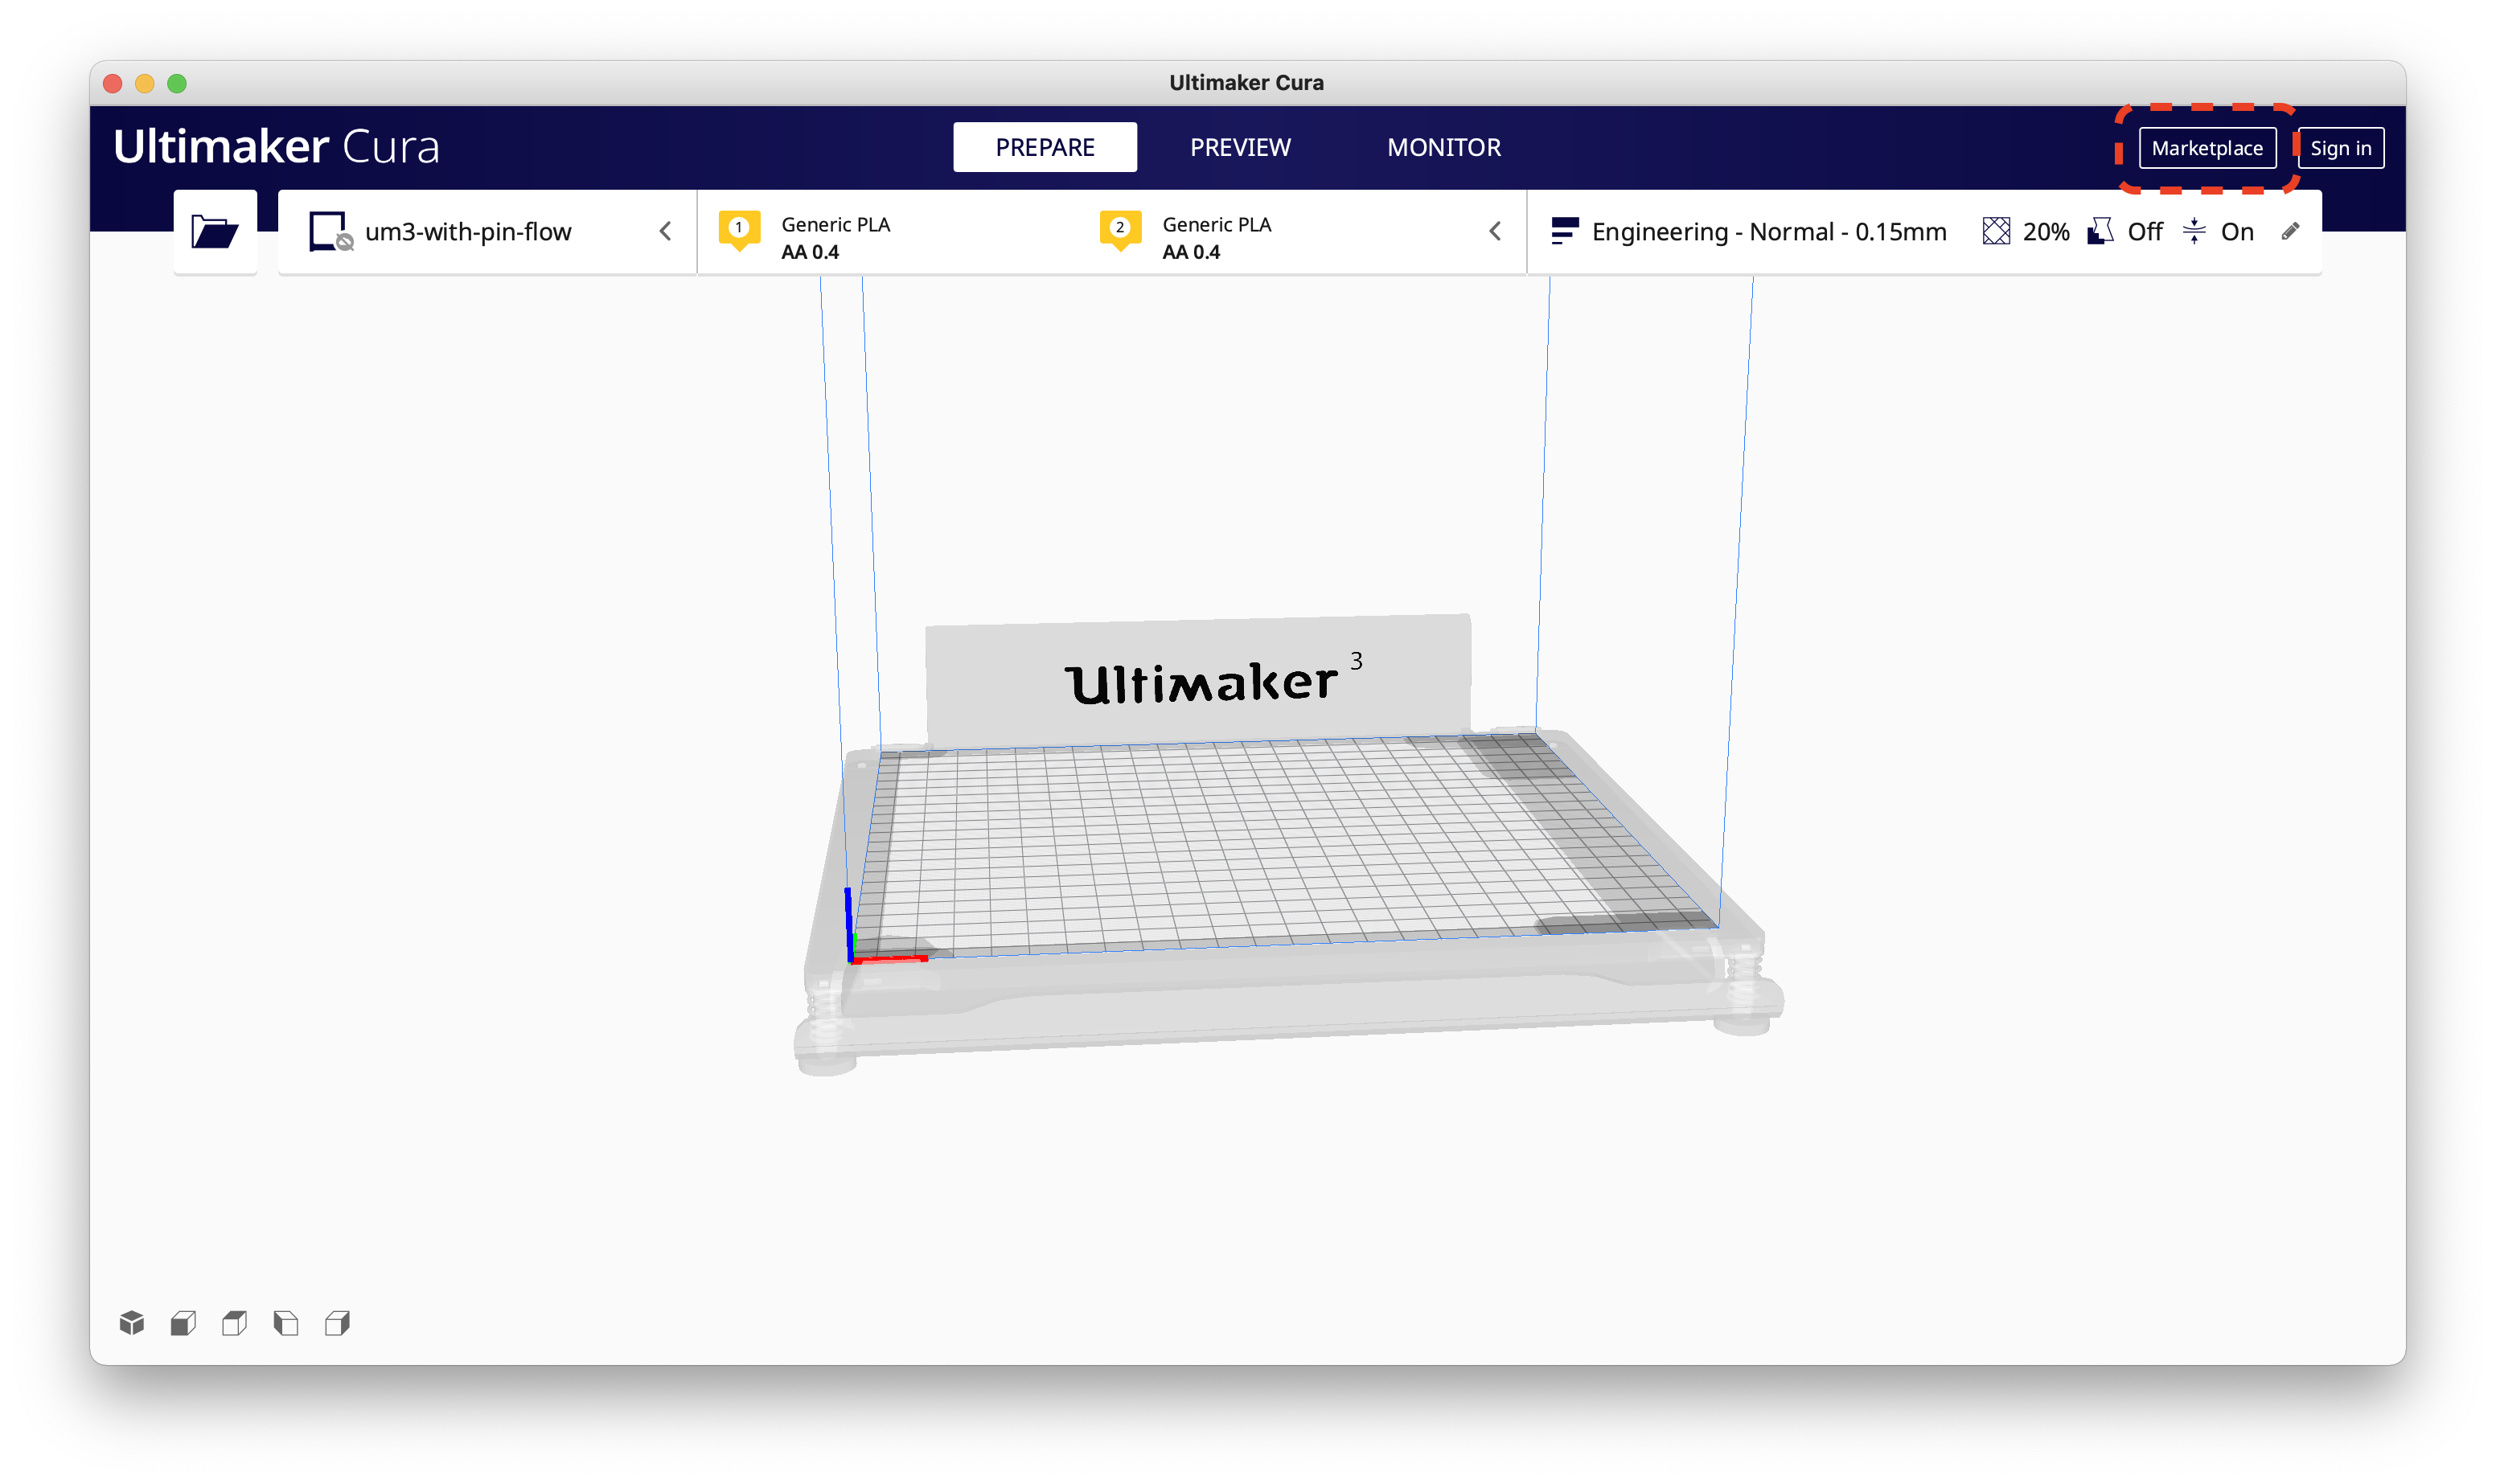 Ultimaker Cura
Ultimaker Cura
PREPARE
PREVIEW
MONITOR
Marketplace
Sign in
um3-with-pin-flow
1
Generic PLA
AA 0.4
2
Generic PLA
AA 0.4
Engineering - Normal - 0.15mm
20%
Off
On
Ultimaker 3